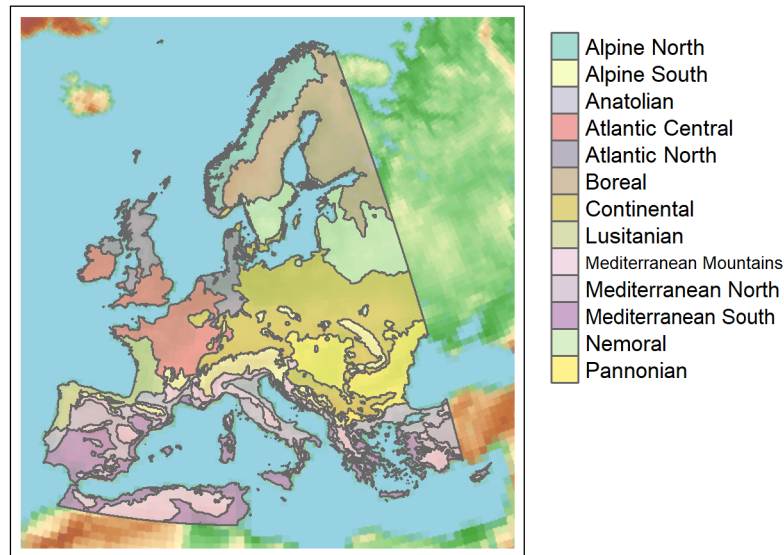 Alpine North
Alpine South
Anatolian
Atlantic Central
Atlantic North
Boreal
Continental
Lusitanian
Mediterranean Mountains
Mediterranean North
Mediterranean South
Nemoral
Pannonian